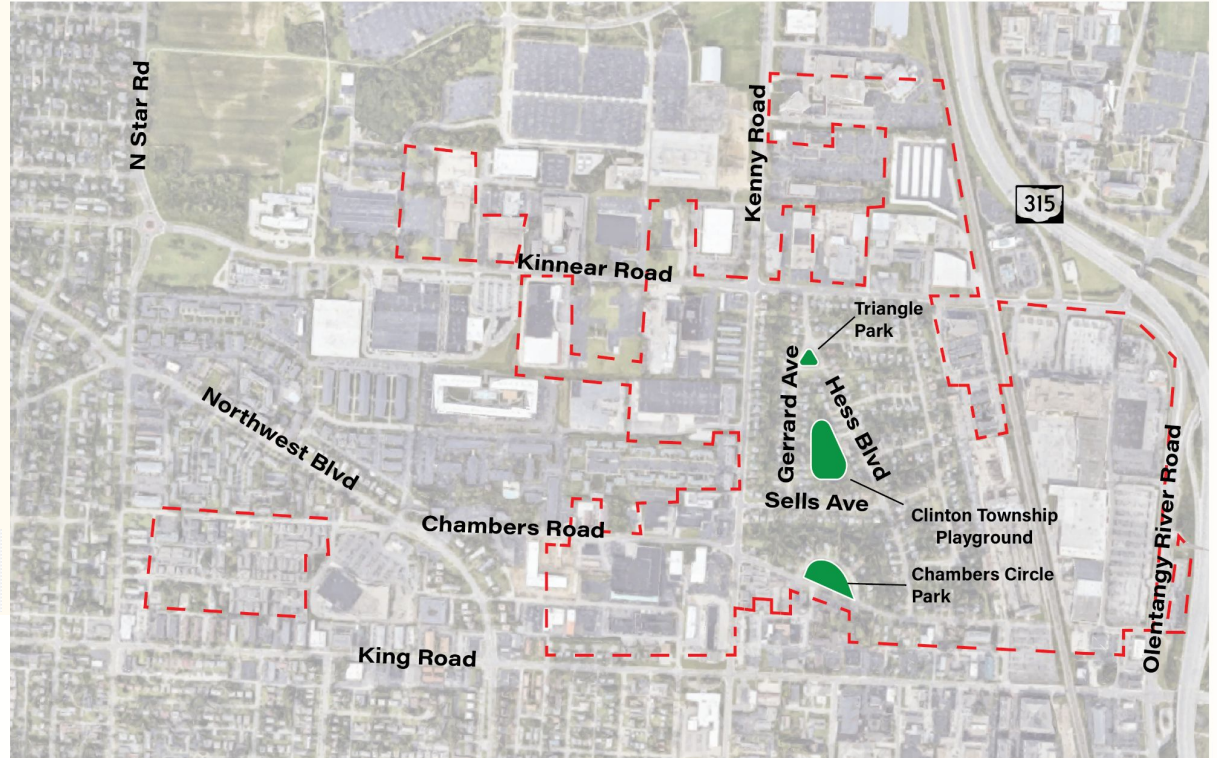 N Star Rd
Kenny Road
315
Kinnear Road
Triangle
Park
Gerrard Ave
Hess Blvd
Northwest Blvd
Sells Ave
Clinton Township
Playground
Chambers Road
Chambers Circle
Park
Olentangy River Road
King Road